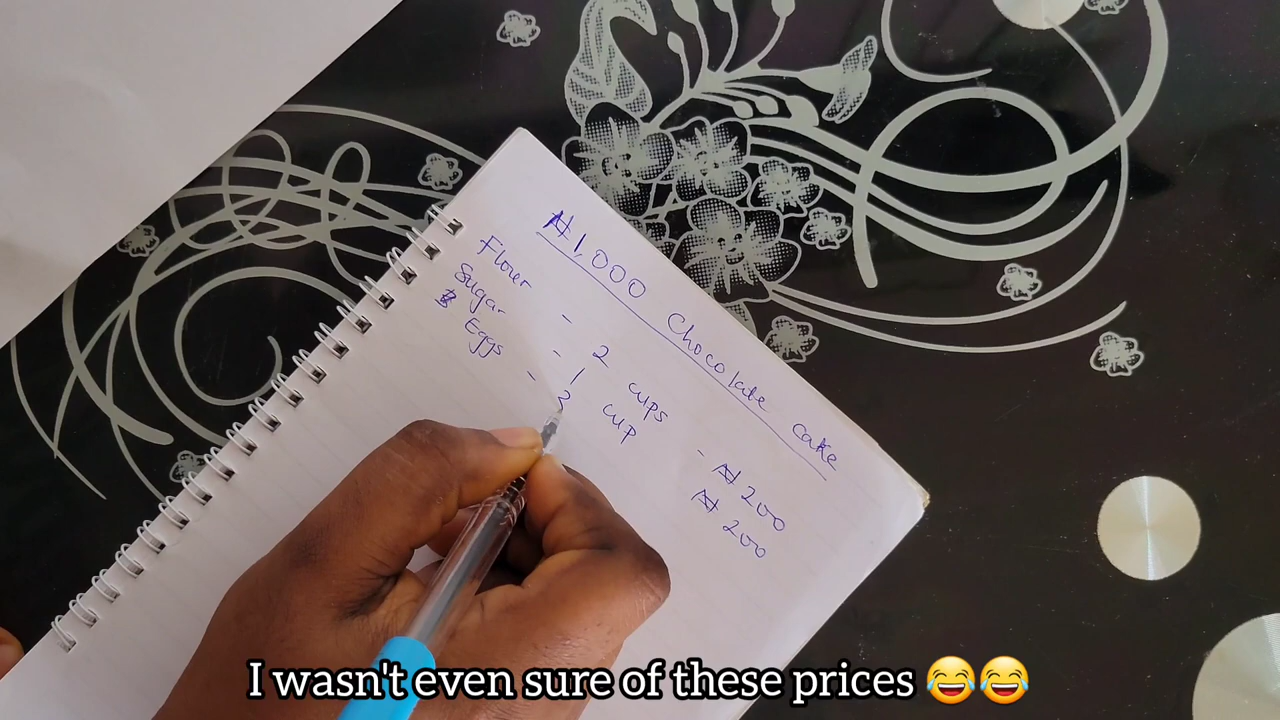 ₦1,000 Chocolate cake
Flour - 2 cups - ₦200
Sugar - 1 cup ₦200
Eggs - 2
I wasn't even sure of these prices 😂😂